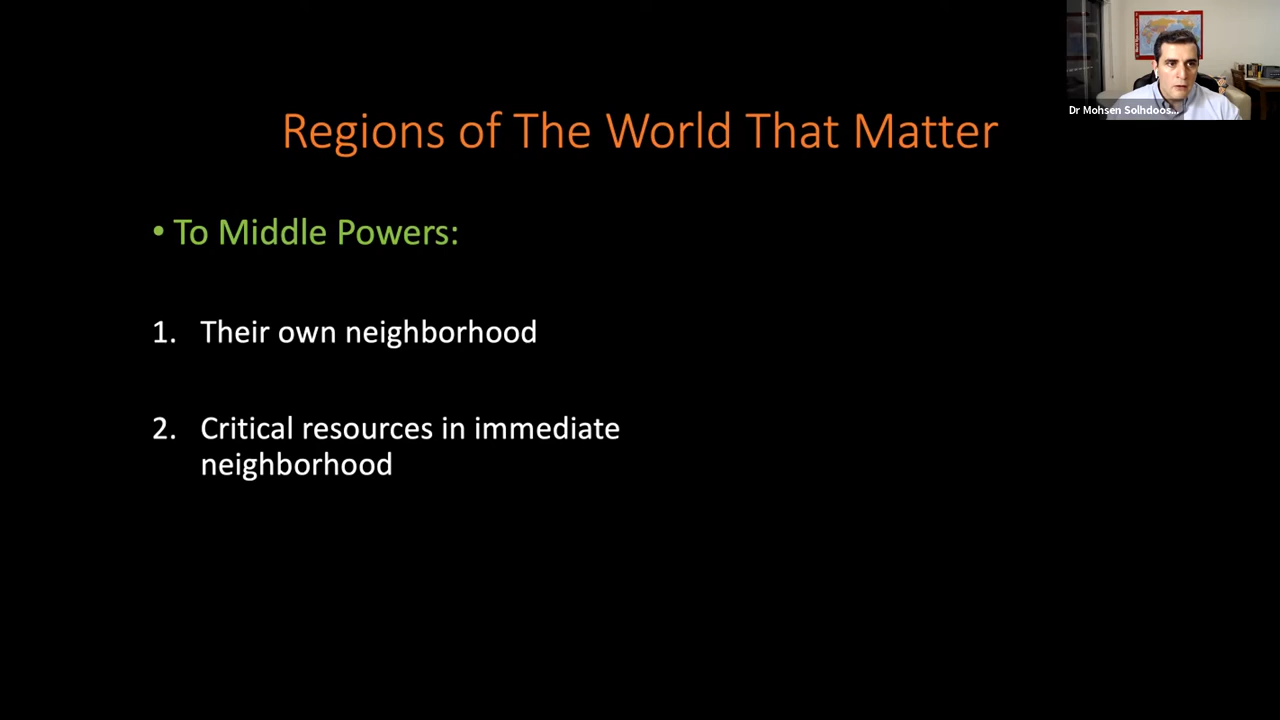 Regions of The World That Matter
Dr Mohsen Solhdoos...
• To Middle Powers:
1. Their own neighborhood
2. Critical resources in immediate
neighborhood